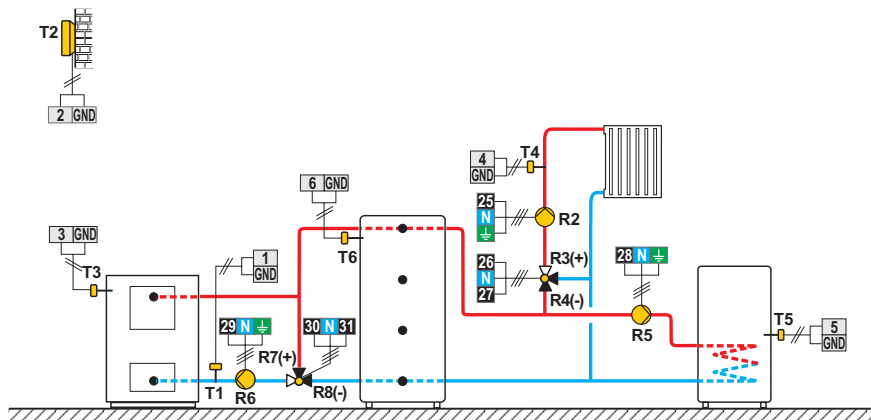 T2
2 GND
4
GND
T4
6 GND
25
N
R2
3 GND
1
GND
T6
26
N
27
R3(+)
R4(-)
28 N
T3
29 N
30 N 31
R7(+)
R5
T5
5
GND
T1
R6
R8(-)